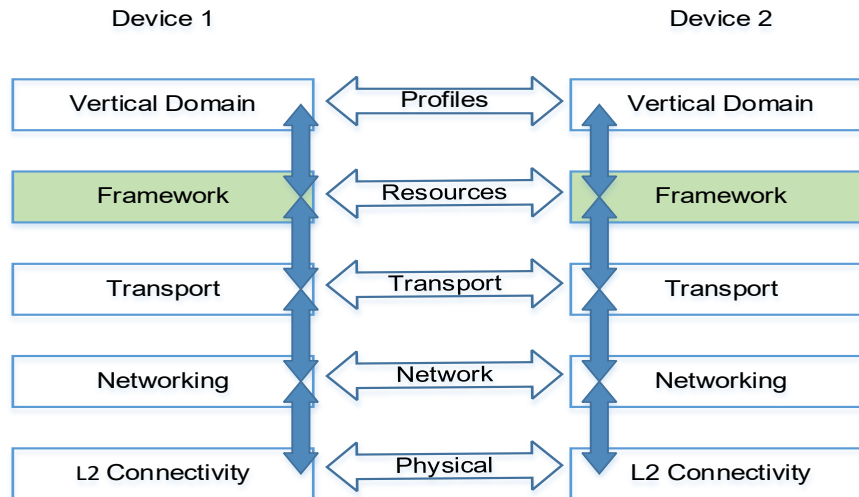 Device 1
Device 2
Vertical Domain
Profiles
Vertical Domain
Framework
Resources
Framework
Transport
Transport
Transport
Networking
Network
Networking
L2 Connectivity
Physical
L2 Connectivity